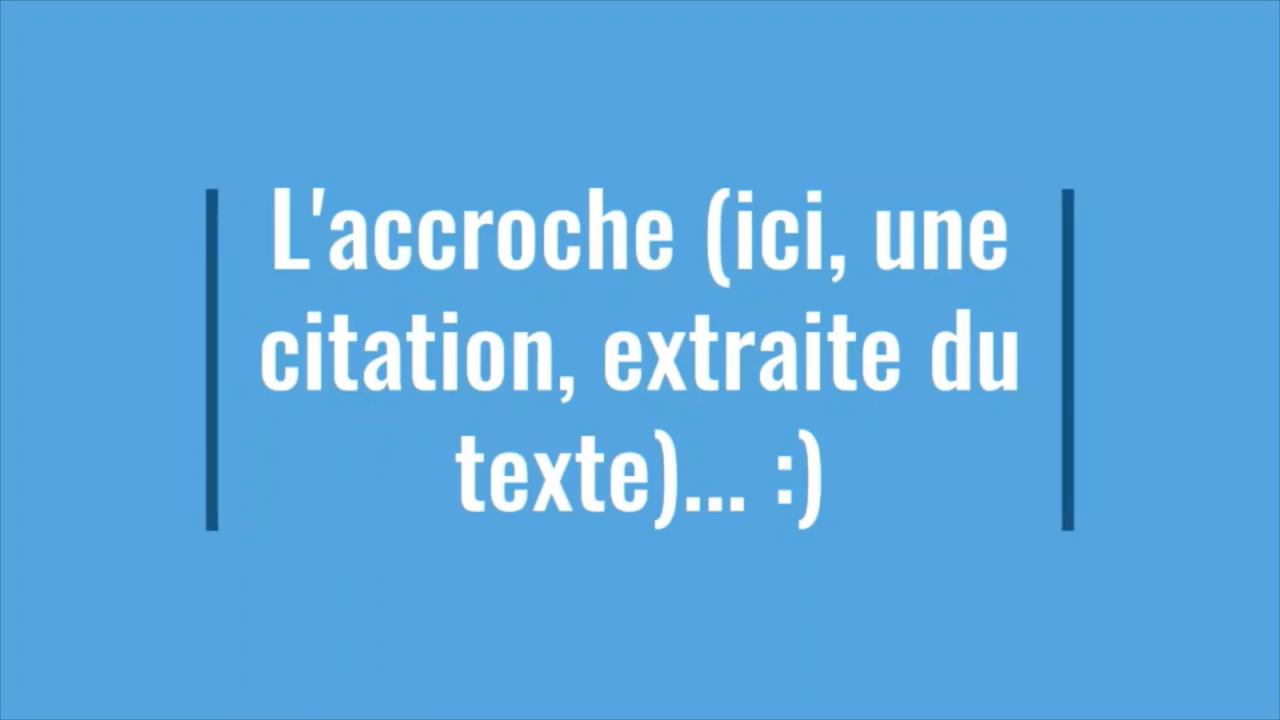 L'accroche (ici, une
citation, extraite du
texte)... :)